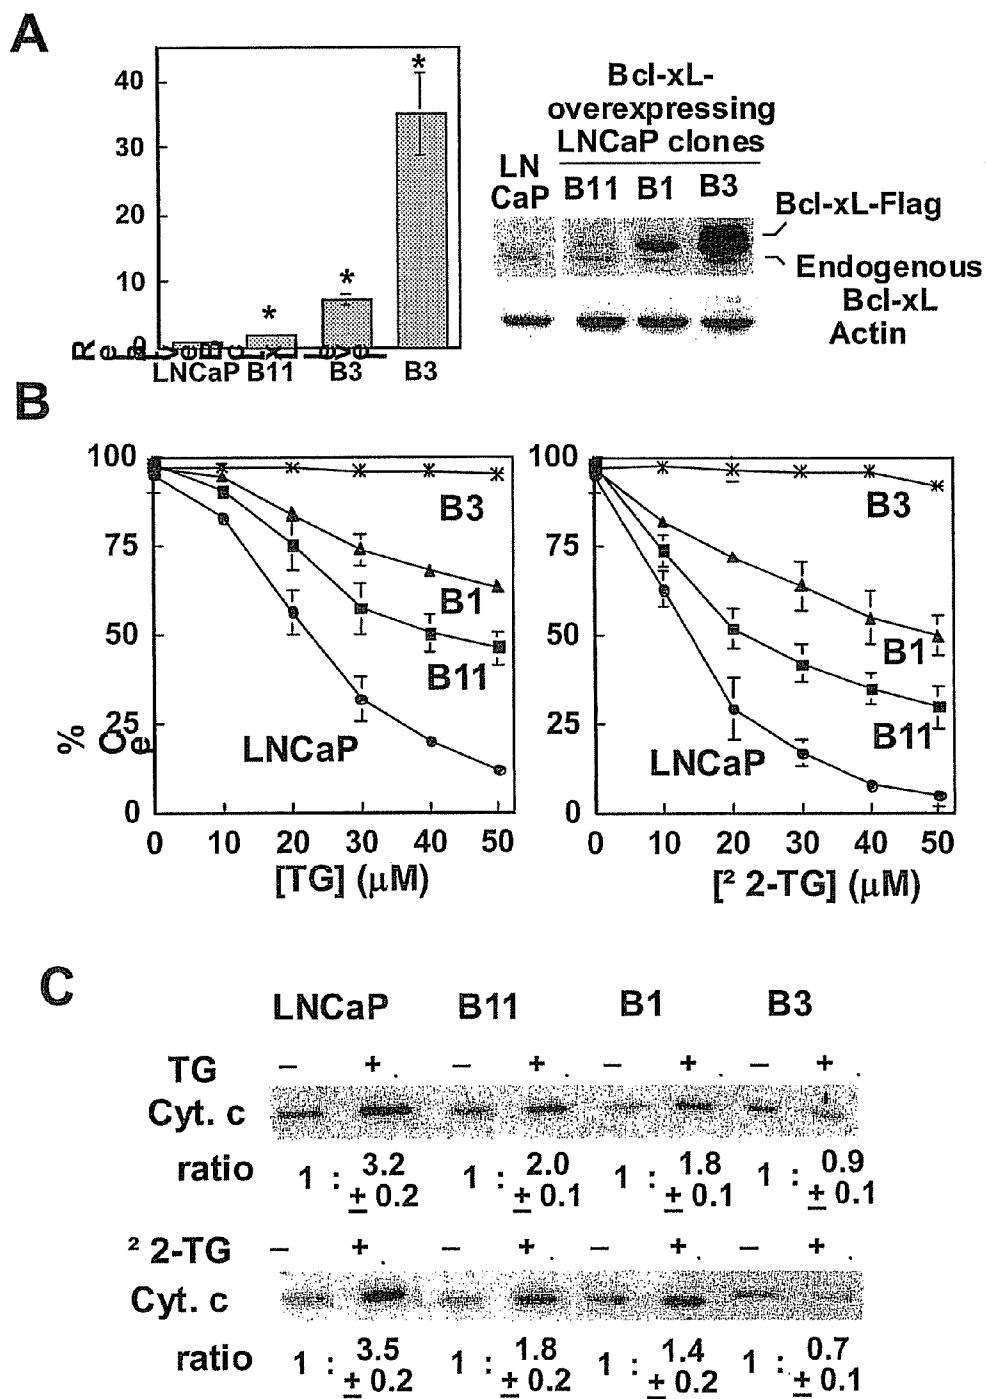 A
40
30
20
10
0
*
*
*
LNCaP B11 B3 B3
Bcl-xL-
overexpressing
LNCaP clones
LN
CaP
B11 B1 B3
Bcl-xL-Flag
Endogenous
Bcl-xL
Actin
B
100
75
50
25
0
%
Ce
B3
B1
B11
LNCaP
0 10 20 30 40 50
[TG] (μM)
100
75
50
25
0
B3
B1
B11
LNCaP
0 10 20 30 40 50
[² 2-TG] (μM)
C
LNCaP B11 B1 B3
TG − + − + − + − +
Cyt. c
ratio 1 : 3.2 ± 0.2 1 : 2.0 ± 0.1 1 : 1.8 ± 0.1 1 : 0.9 ± 0.1
² 2-TG − + − + − + − +
Cyt. c
ratio 1 : 3.5 ± 0.2 1 : 1.8 ± 0.2 1 : 1.4 ± 0.2 1 : 0.7 ± 0.1